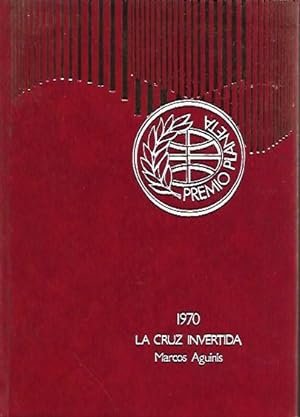 PREMIO PLANETA
1970
LA CRUZ INVERTIDA
Marcos Aguinis